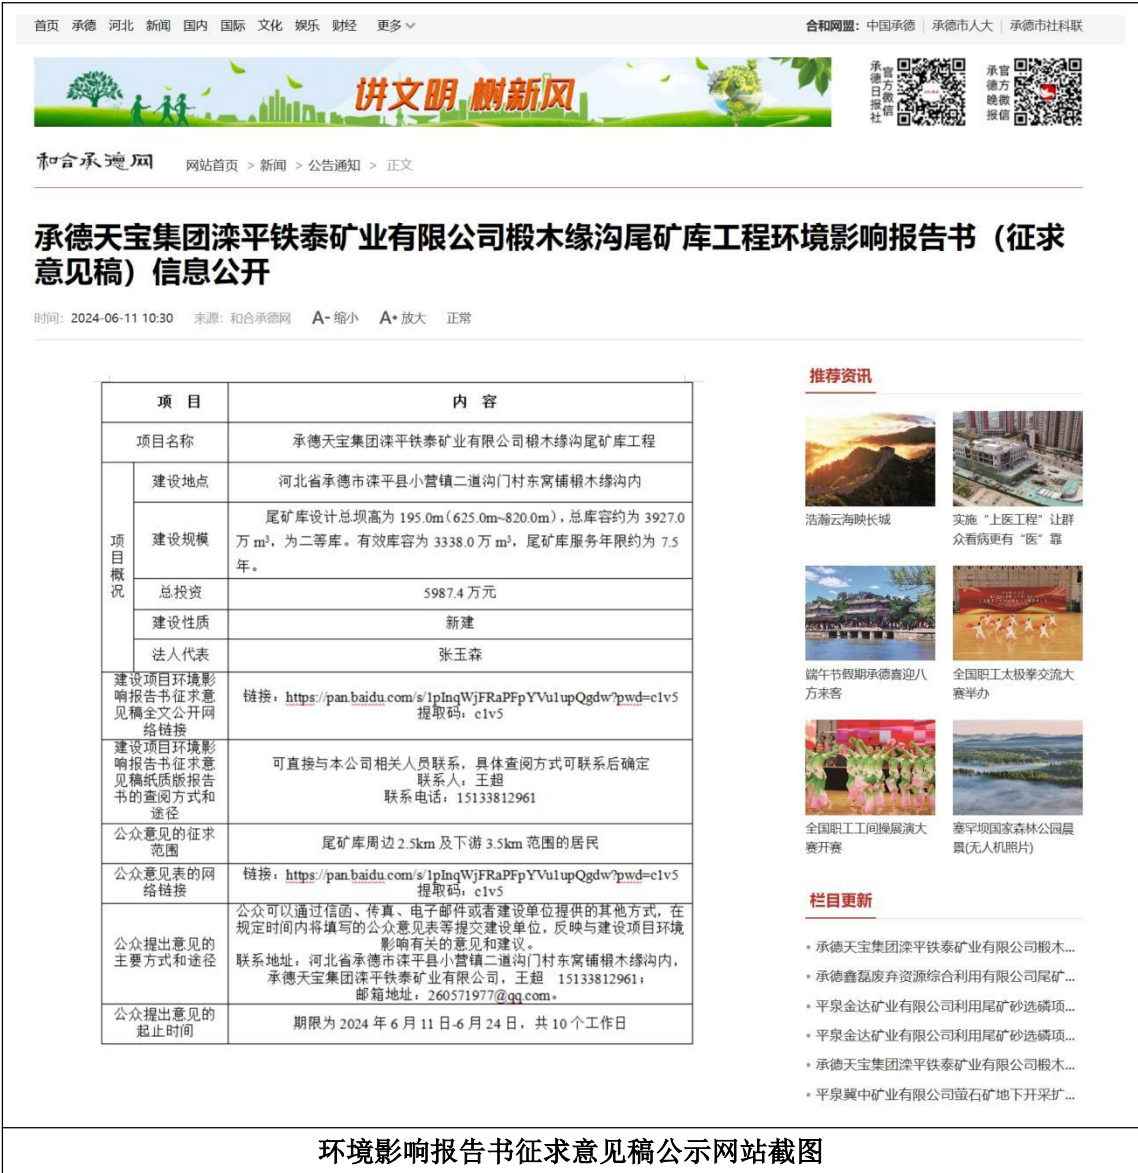 首页 承德 河北 新闻 国内 国际 文化 娱乐 财经 更多
合和网盟：中国承德 | 承德市人大 | 承德市社科联
讲文明 树新风
承德日报社
官方微信
承德晚报
官方微信
和合承德网
网站首页 > 新闻 > 公告通知 > 正文
承德天宝集团滦平铁泰矿业有限公司椴木缘沟尾矿库工程环境影响报告书（征求
意见稿）信息公开
时间：2024-06-11 10:30 来源：和合承德网 A- 缩小 A+ 放大 正常
项 目 内 容
项目名称 承德天宝集团滦平铁泰矿业有限公司椴木缘沟尾矿库工程
项目概况
建设地点 河北省承德市滦平县小营镇二道沟门村东窝铺椴木缘沟内
建设规模
尾矿库设计总坝高为 195.0m（625.0m~820.0m），总库容约为 3927.0
万 m³，为二等库。有效库容为 3338.0 万 m³，尾矿库服务年限约为 7.5
年。
总投资 5987.4 万元
建设性质 新建
法人代表 张玉森
建设项目环境影
响报告书征求意
见稿全文公开网
络链接
链接：https://pan.baidu.com/s/1pInqWjFRaPFpYVu1upQgdw?pwd=c1v5
提取码：c1v5
建设项目环境影
响报告书征求意
见稿纸质版报告
书的查阅方式和
途径
可直接与本公司相关人员联系，具体查阅方式可联系后确定
联系人：王超
联系电话：15133812961
公众意见的征求
范围
尾矿库周边 2.5km 及下游 3.5km 范围的居民
公众意见表的网
络链接
链接：https://pan.baidu.com/s/1pInqWjFRaPFpYVu1upQgdw?pwd=c1v5
提取码：c1v5
公众提出意见的
主要方式和途径
公众可以通过信函、传真、电子邮件或者建设单位提供的其他方式，在
规定时间内将填写的公众意见表等提交建设单位，反映与建设项目环境
影响有关的意见和建议。
联系地址：河北省承德市滦平县小营镇二道沟门村东窝铺椴木缘沟内，
承德天宝集团滦平铁泰矿业有限公司，王超 15133812961；
邮箱地址：260571977@qq.com。
公众提出意见的
起止时间
期限为 2024 年 6 月 11 日-6 月 24 日，共 10 个工作日
推荐资讯
浩瀚云海映长城
实施“上医工程”让群
众看病更有“医”靠
端午节假期承德喜迎八
方来客
全国职工太极拳交流大
赛举办
全国职工工间操展演大
赛开赛
塞罕坝国家森林公园晨
景(无人机照片)
栏目更新
承德天宝集团滦平铁泰矿业有限公司椴木...
承德鑫磊废弃资源综合利用有限公司尾矿...
平泉金达矿业有限公司利用尾矿砂选磷项...
平泉金达矿业有限公司利用尾矿砂选磷项...
承德天宝集团滦平铁泰矿业有限公司椴木...
平泉冀中矿业有限公司萤石矿地下开采扩...
环境影响报告书征求意见稿公示网站截图